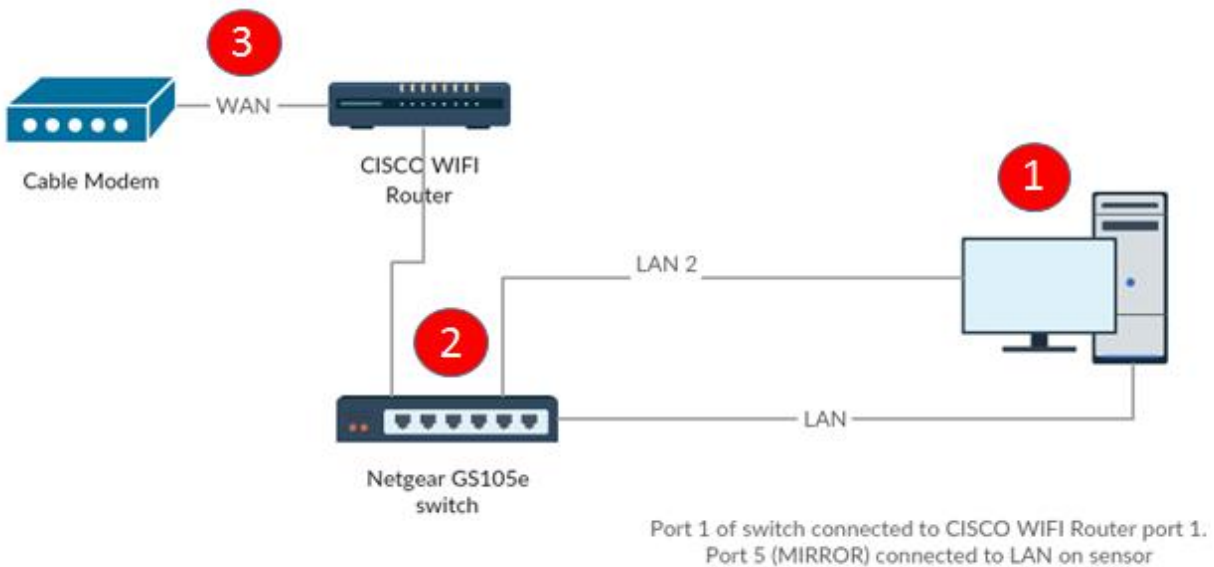 3
WAN
Cable Modem
CISCO WIFI
Router
1
LAN 2
2
LAN
Netgear GS105e
switch
Port 1 of switch connected to CISCO WIFI Router port 1.
Port 5 (MIRROR) connected to LAN on sensor